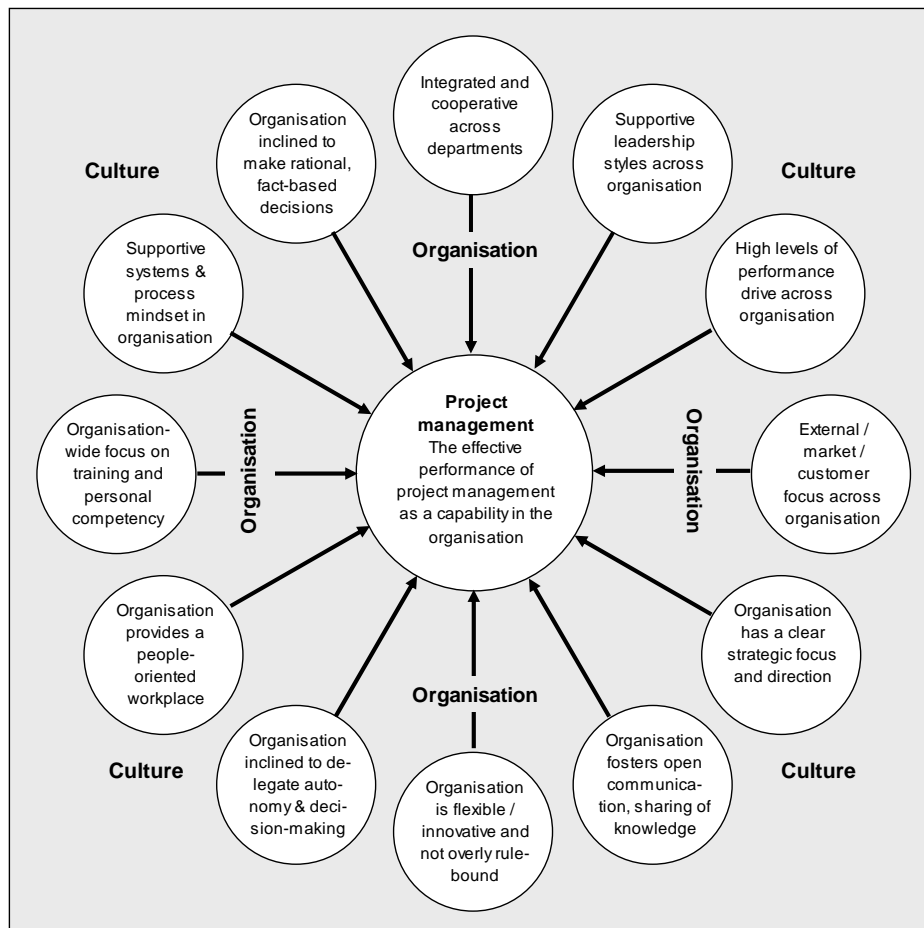 Integrated and
cooperative
across
departments
Organisation
inclined to
make rational,
fact-based
decisions
Supportive
leadership
styles across
organisation
Culture
Culture
Supportive
systems &
process
mindset in
organisation
Organisation
High levels of
performance
drive across
organisation
Organisation-
wide focus on
training and
personal
competency
Organisation
Project
management
The effective
performance of
project management
as a capability in the
organisation
Organisation
External /
market /
customer
focus across
organisation
Organisation
provides a
people-
oriented
workplace
Organisation
has a clear
strategic focus
and direction
Organisation
Culture
Organisation
inclined to de-
legate auto-
nomy & deci-
sion-making
Organisation
is flexible /
innovative and
not overly rule-
bound
Organisation
fosters open
communica-
tion, sharing of
knowledge
Culture